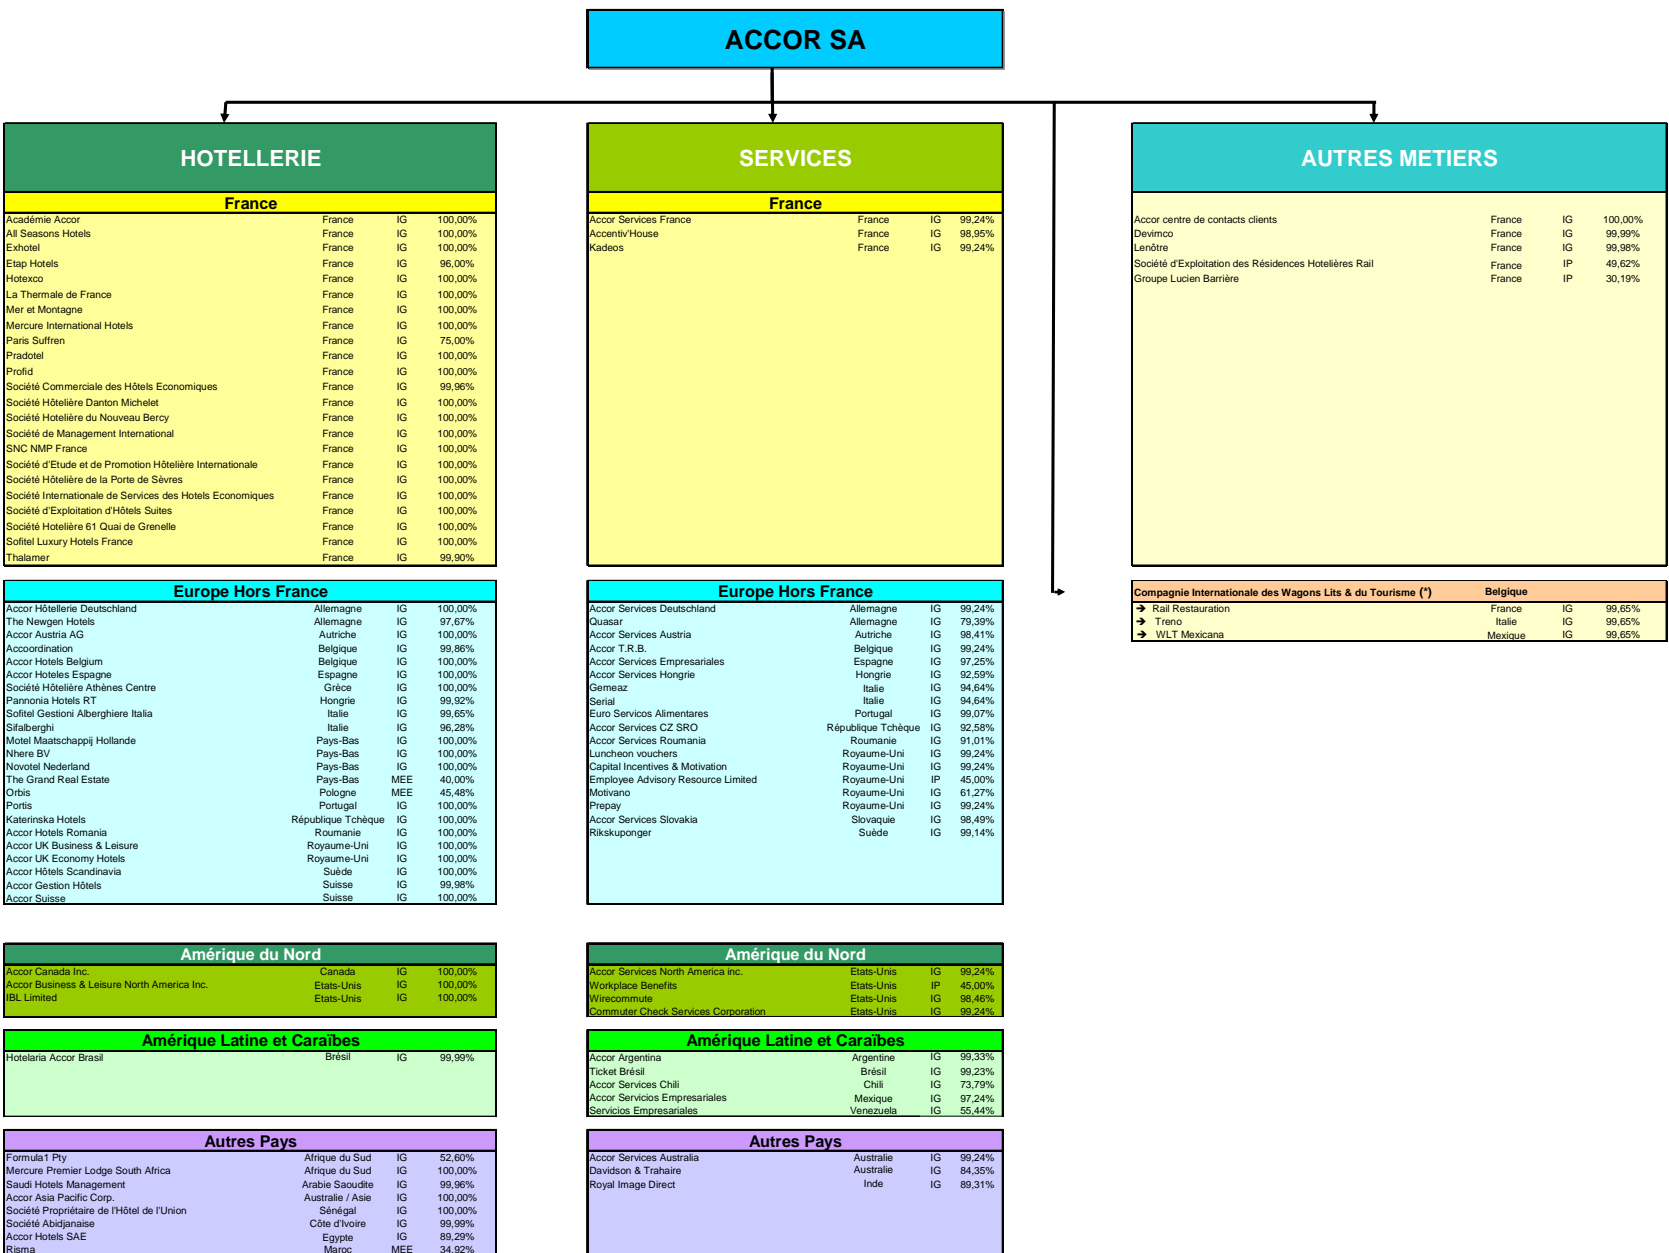 ACCOR SA
HOTELLERIE
France
Académie Accor France IG 100,00%
All Seasons Hotels France IG 100,00%
Exhotel France IG 100,00%
Etap Hotels France IG 96,00%
Hotexco France IG 100,00%
La Thermale de France France IG 100,00%
Mer et Montagne France IG 100,00%
Mercure International Hotels France IG 100,00%
Paris Suffren France IG 75,00%
Pradotel France IG 100,00%
Profid France IG 100,00%
Société Commerciale des Hôtels Economiques France IG 99,96%
Société Hôtelière Danton Michelet France IG 100,00%
Société Hotelière du Nouveau Bercy France IG 100,00%
Société de Management International France IG 100,00%
SNC NMP France France IG 100,00%
Société d'Etude et de Promotion Hôtelière Internationale France IG 100,00%
Société Hôtelière de la Porte de Sèvres France IG 100,00%
Société Internationale de Services des Hotels Economiques France IG 100,00%
Société d'Exploitation d'Hôtels Suites France IG 100,00%
Société Hotelière 61 Quai de Grenelle France IG 100,00%
Sofitel Luxury Hotels France France IG 100,00%
Thalamer France IG 99,90%
Europe Hors France
Accor Hôtellerie Deutschland Allemagne IG 100,00%
The Newgen Hotels Allemagne IG 97,67%
Accor Austria AG Autriche IG 100,00%
Accoordination Belgique IG 99,86%
Accor Hotels Belgium Belgique IG 100,00%
Accor Hoteles Espagne Espagne IG 100,00%
Société Hôtelière Athènes Centre Grèce IG 100,00%
Pannonia Hotels RT Hongrie IG 99,92%
Sofitel Gestioni Alberghiere Italia Italie IG 99,65%
Sifalberghi Italie IG 96,28%
Motel Maatschappij Hollande Pays-Bas IG 100,00%
Nhere BV Pays-Bas IG 100,00%
Novotel Nederland Pays-Bas IG 100,00%
The Grand Real Estate Pays-Bas MEE 40,00%
Orbis Pologne MEE 45,48%
Portis Portugal IG 100,00%
Katerinska Hotels République Tchèque IG 100,00%
Accor Hotels Romania Roumanie IG 100,00%
Accor UK Business & Leisure Royaume-Uni IG 100,00%
Accor UK Economy Hotels Royaume-Uni IG 100,00%
Accor Hôtels Scandinavia Suède IG 100,00%
Accor Gestion Hôtels Suisse IG 99,98%
Accor Suisse Suisse IG 100,00%
Amérique du Nord
Accor Canada Inc. Canada IG 100,00%
Accor Business & Leisure North America Inc. Etats-Unis IG 100,00%
IBL Limited Etats-Unis IG 100,00%
Amérique Latine et Caraïbes
Hotelaria Accor Brasil Brésil IG 99,99%
Autres Pays
Formula1 Pty Afrique du Sud IG 52,60%
Mercure Premier Lodge South Africa Afrique du Sud IG 100,00%
Saudi Hotels Management Arabie Saoudite IG 99,96%
Accor Asia Pacific Corp. Australie / Asie IG 100,00%
Société Propriétaire de l'Hôtel de l'Union Sénégal IG 100,00%
Société Abidjanaise Côte d'Ivoire IG 99,99%
Accor Hotels SAE Egypte IG 89,29%
Risma Maroc MEE 34,92%
SERVICES
France
Accor Services France France IG 99,24%
Accentiv'House France IG 98,95%
Kadeos France IG 99,24%
Europe Hors France
Accor Services Deutschland Allemagne IG 99,24%
Quasar Allemagne IG 79,39%
Accor Services Austria Autriche IG 98,41%
Accor T.R.B. Belgique IG 99,24%
Accor Services Empresariales Espagne IG 97,25%
Accor Services Hongrie Hongrie IG 92,59%
Gemeaz Italie IG 94,64%
Serial Italie IG 94,64%
Euro Servicos Alimentares Portugal IG 99,07%
Accor Services CZ SRO République Tchèque IG 92,58%
Accor Services Roumania Roumanie IG 91,01%
Luncheon vouchers Royaume-Uni IG 99,24%
Capital Incentives & Motivation Royaume-Uni IG 99,24%
Employee Advisory Resource Limited Royaume-Uni IP 45,00%
Motivano Royaume-Uni IG 61,27%
Prepay Royaume-Uni IG 99,24%
Accor Services Slovakia Slovaquie IG 98,49%
Rikskuponger Suède IG 99,14%
Amérique du Nord
Accor Services North America inc. Etats-Unis IG 99,24%
Workplace Benefits Etats-Unis IP 45,00%
Wirecommute Etats-Unis IG 98,46%
Commuter Check Services Corporation Etats-Unis IG 99,24%
Amérique Latine et Caraïbes
Accor Argentina Argentine IG 99,33%
Ticket Brésil Brésil IG 99,23%
Accor Services Chili Chili IG 73,79%
Accor Servicios Empresariales Mexique IG 97,24%
Servicios Empresariales Venezuela IG 55,44%
Autres Pays
Accor Services Australia Australie IG 99,24%
Davidson & Trahaire Australie IG 84,35%
Royal Image Direct Inde IG 89,31%
AUTRES METIERS
Accor centre de contacts clients France IG 100,00%
Devimco France IG 99,99%
Lenôtre France IG 99,98%
Société d'Exploitation des Résidences Hotelières Rail France IP 49,62%
Groupe Lucien Barrière France IP 30,19%
Compagnie Internationale des Wagons Lits & du Tourisme (*) Belgique
➔ Rail Restauration France IG 99,65%
➔ Treno Italie IG 99,65%
➔ WLT Mexicana Mexique IG 99,65%